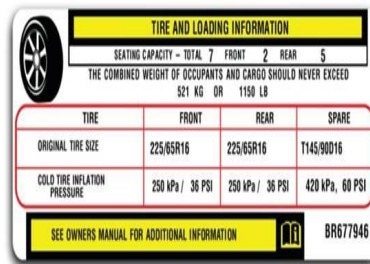 TIRE AND LOADING INFORMATION
SEATING CAPACITY – TOTAL 7 FRONT 2 REAR 5
THE COMBINED WEIGHT OF OCCUPANTS AND CARGO SHOULD NEVER EXCEED
521 KG OR 1150 LB
TIRE FRONT REAR SPARE
ORIGINAL TIRE SIZE 225/65R16 225/65R16 T145/90D16
COLD TIRE INFLATION PRESSURE 250 kPa / 36 PSI 250 kPa / 36 PSI 420 kPa, 60 PSI
SEE OWNERS MANUAL FOR ADDITIONAL INFORMATION BR677946